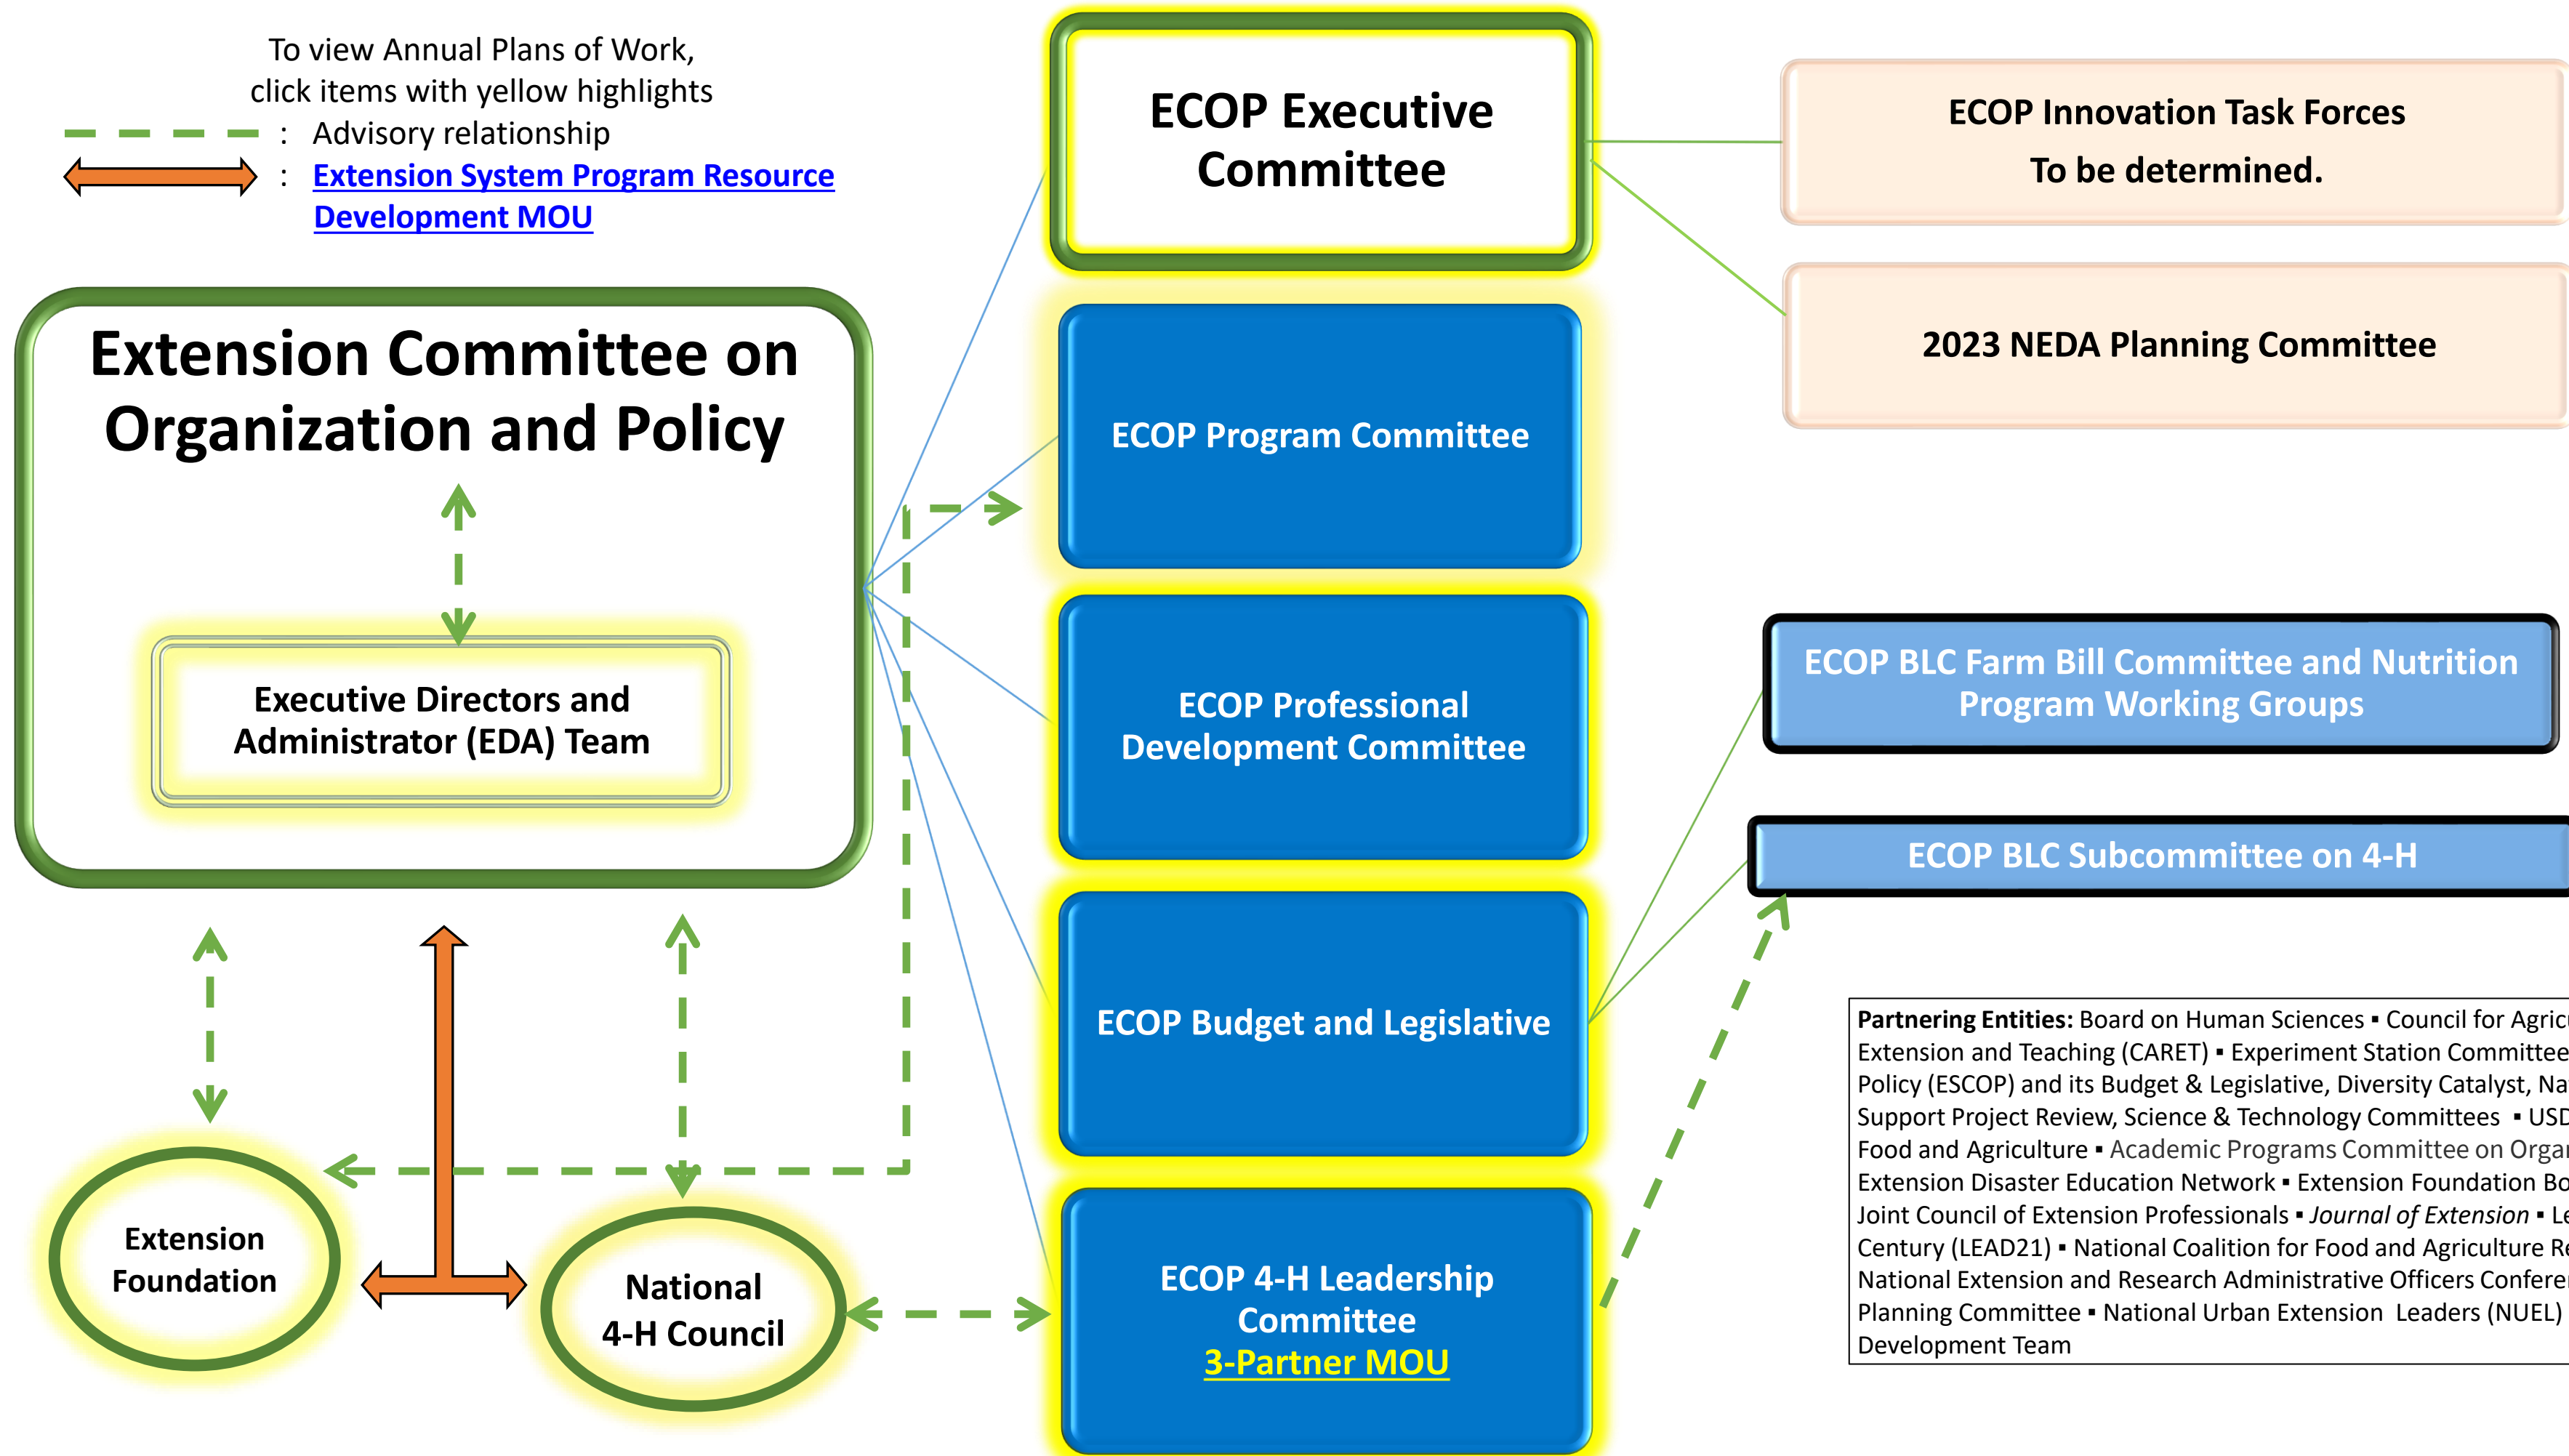 To view Annual Plans of Work,
click items with yellow highlights
: Advisory relationship
: Extension System Program Resource
Development MOU
Extension Committee on
Organization and Policy
Executive Directors and
Administrator (EDA) Team
Extension
Foundation
National
4-H Council
ECOP Executive
Committee
ECOP Program Committee
ECOP Professional
Development Committee
ECOP Budget and Legislative
ECOP 4-H Leadership
Committee
3-Partner MOU
ECOP Innovation Task Forces
To be determined.
2023 NEDA Planning Committee
ECOP BLC Farm Bill Committee and Nutrition
Program Working Groups
ECOP BLC Subcommittee on 4-H
Partnering Entities: Board on Human Sciences ▪ Council for
Extension and Teaching (CARET) ▪ Experiment Station Committee
Policy (ESCOP) and its Budget & Legislative, Diversity Catalyst,
Support Project Review, Science & Technology Committees ▪
Food and Agriculture ▪ Academic Programs Committee on
Extension Disaster Education Network ▪ Extension Foundation
Joint Council of Extension Professionals ▪ Journal of Extension ▪
Century (LEAD21) ▪ National Coalition for Food and Agriculture
National Extension and Research Administrative Officers
Planning Committee ▪ National Urban Extension Leaders (NUEL)
Development Team